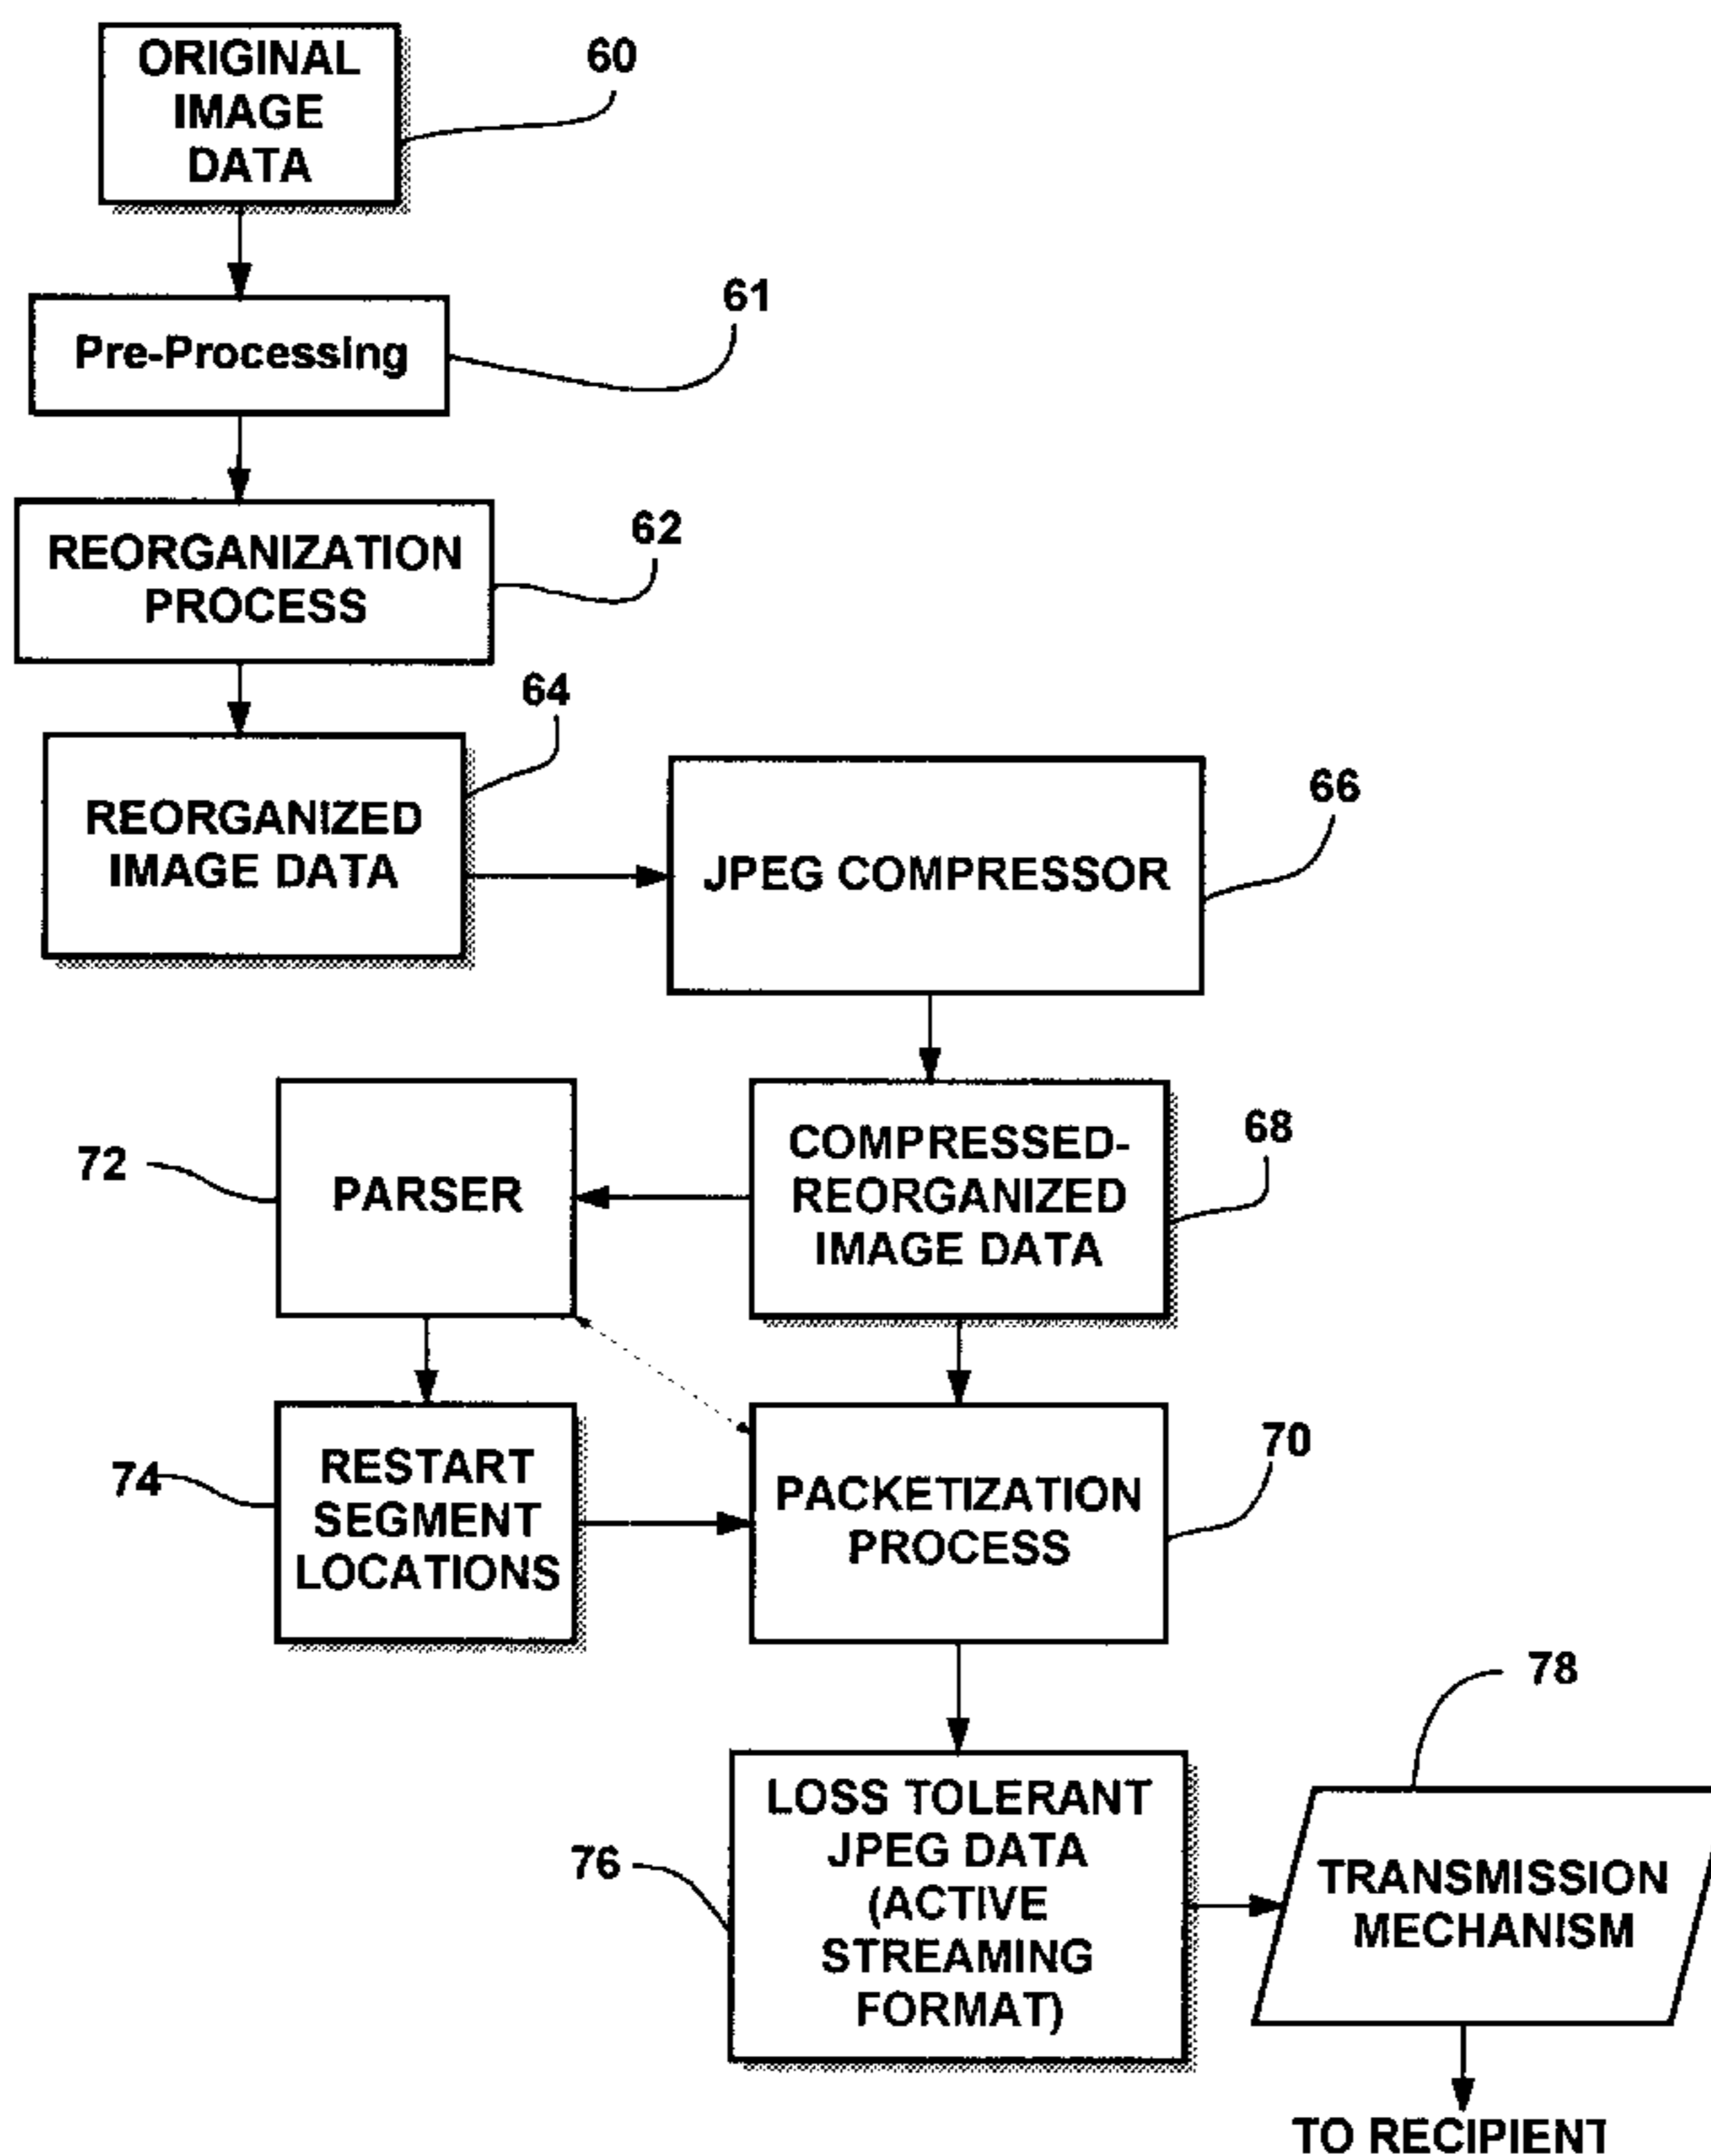 ORIGINAL
IMAGE
DATA
60
Pre-Processing
61
REORGANIZATION
PROCESS
62
64
REORGANIZED
IMAGE DATA
JPEG COMPRESSOR
66
72
PARSER
COMPRESSED-
REORGANIZED
IMAGE DATA
68
74
RESTART
SEGMENT
LOCATIONS
PACKETIZATION
PROCESS
70
76
LOSS TOLERANT
JPEG DATA
(ACTIVE
STREAMING
FORMAT)
78
TRANSMISSION
MECHANISM
TO RECIPIENT